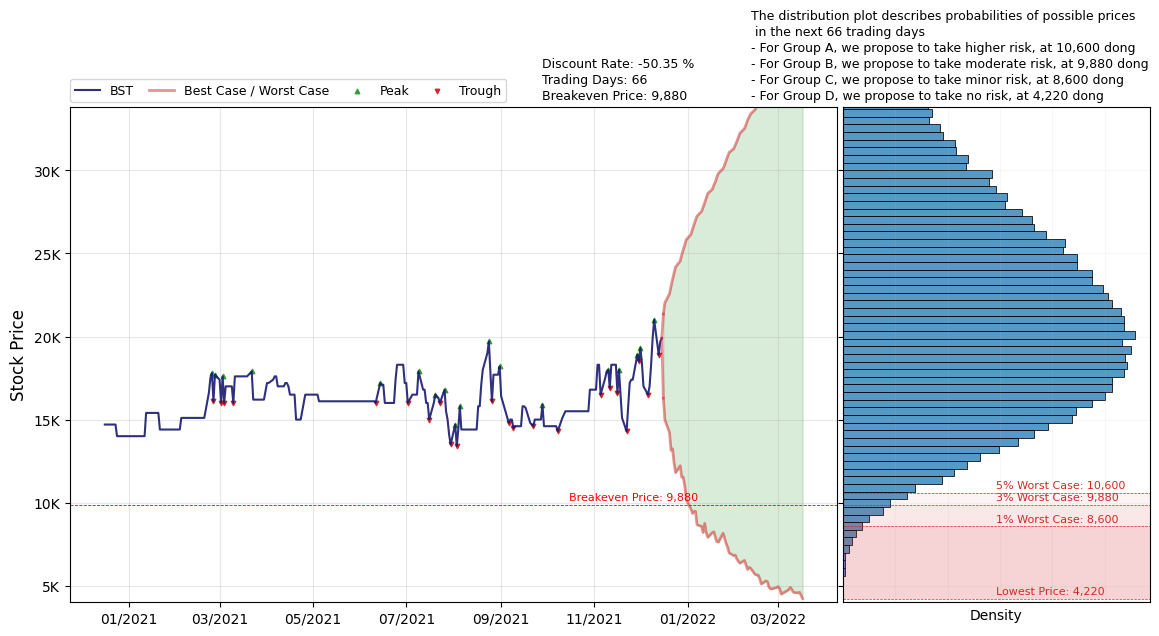 The distribution plot describes probabilities of possible prices
in the next 66 trading days
- For Group A, we propose to take higher risk, at 10,600 dong
- For Group B, we propose to take moderate risk, at 9,880 dong
- For Group C, we propose to take minor risk, at 8,600 dong
- For Group D, we propose to take no risk, at 4,220 dong
Discount Rate: -50.35 %
Trading Days: 66
Breakeven Price: 9,880
BST
Best Case / Worst Case
Peak
Trough
Stock Price
30K
25K
20K
15K
10K
5K
Breakeven Price: 9,880
5% Worst Case: 10,600
3% Worst Case: 9,880
1% Worst Case: 8,600
Lowest Price: 4,220
01/2021
03/2021
05/2021
07/2021
09/2021
11/2021
01/2022
03/2022
Density